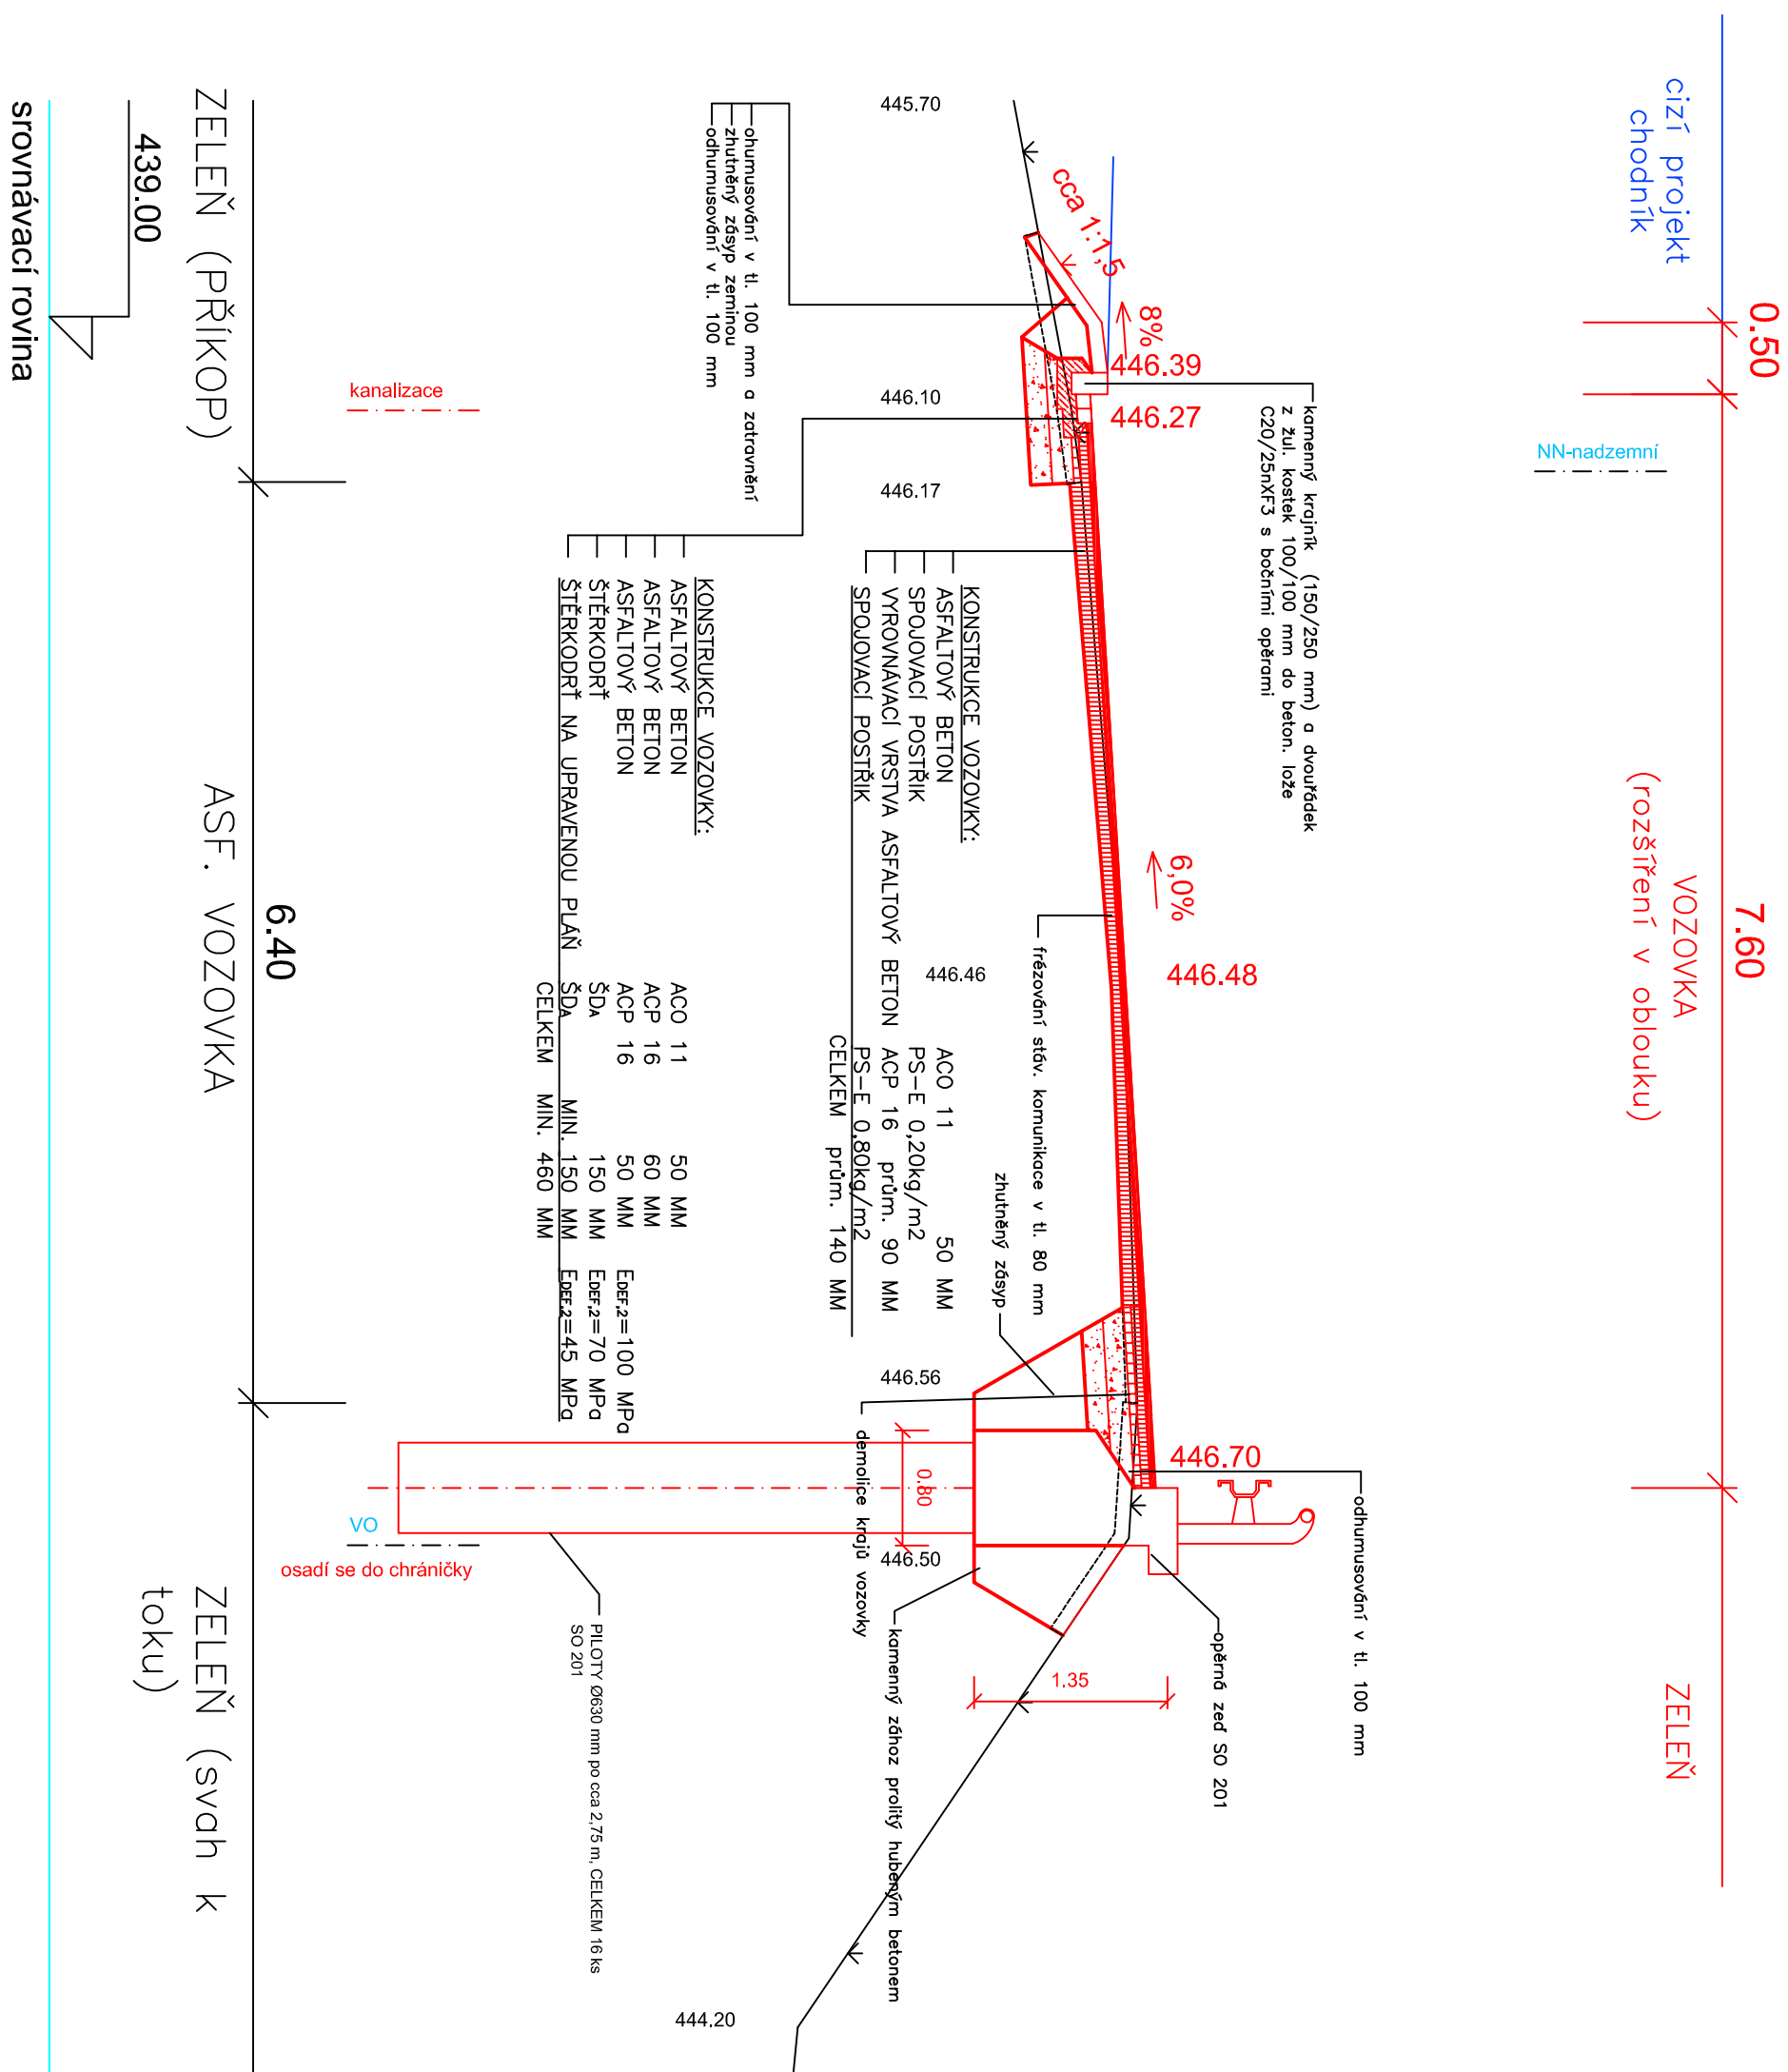 cizí projekt
chodník
0.50
7.60
VOZOVKA
(rozšíření v oblouku)
ZELEŇ
NN-nadzemní
kamenný krajník (150/250 mm) a dvouřádek
z žul. kostek 100/100 mm do beton. lože
C20/25nXF3 s bočními opěrami
cca 1:1,5
8%
446.39
446.27
6,0%
446.48
446.70
odhumusování v tl. 100 mm
opěrná zeď SO 201
1.35
445.70
446.10
446.17
446.46
446.56
446.50
444.20
frézování stáv. komunikace v tl. 80 mm
zhutněný zásyp
ohumusování v tl. 100 mm a zatravnění
zhutněný zásyp zeminou
odhumusování v tl. 100 mm
KONSTRUKCE VOZOVKY:
ASFALTOVÝ BETON ACO 11 50 MM
SPOJOVACÍ POSTŘIK PS-E 0,20kg/m2
VYROVNÁVACÍ VRSTVA ASFALTOVÝ BETON ACP 16 prům. 90 MM
SPOJOVACÍ POSTŘIK PS-E 0,80kg/m2
CELKEM prům. 140 MM
demolice krajů vozovky
0.80
kamenný zához prolitý hubeným betonem
KONSTRUKCE VOZOVKY:
ASFALTOVÝ BETON ACO 11 50 MM
ASFALTOVÝ BETON ACP 16 60 MM
ASFALTOVÝ BETON ACP 16 50 MM EDEF,2=100 MPa
ŠTĚRKODRŤ ŠDA 150 MM EDEF,2=70 MPa
ŠTĚRKODRŤ NA UPRAVENOU PLÁŇ ŠDA MIN. 150 MM EDEF,2=45 MPa
CELKEM MIN. 460 MM
PILOTY Ø630 mm po cca 2,75 m, CELKEM 16 ks
SO 201
kanalizace
VO
osadí se do chráničky
6.40
ZELEŇ (PŘÍKOP)
ASF. VOZOVKA
ZELEŇ (svah k
toku)
439.00
srovnávací rovina